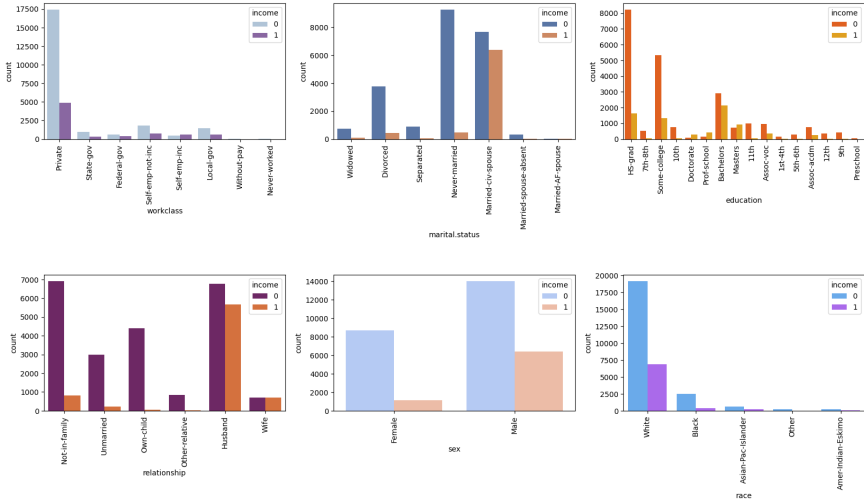 income
0
1
17500
15000
12500
10000
7500
5000
2500
0
count
Private
State-gov
Federal-gov
Self-emp-not-inc
Self-emp-inc
Local-gov
Without-pay
Never-worked
workclass
income
0
1
8000
6000
4000
2000
0
count
Widowed
Divorced
Separated
Never-married
Married-civ-spouse
Married-spouse-absent
Married-AF-spouse
marital.status
income
0
1
8000
7000
6000
5000
4000
3000
2000
1000
0
count
HS-grad
7th-8th
Some-college
10th
Doctorate
Prof-school
Bachelors
Masters
11th
Assoc-voc
1st-4th
5th-6th
Assoc-acdm
12th
9th
Preschool
education
income
0
1
7000
6000
5000
4000
3000
2000
1000
0
count
Not-in-family
Unmarried
Own-child
Other-relative
Husband
Wife
relationship
income
0
1
14000
12000
10000
8000
6000
4000
2000
0
count
Female
Male
sex
income
0
1
20000
17500
15000
12500
10000
7500
5000
2500
0
count
White
Black
Asian-Pac-Islander
Other
Amer-Indian-Eskimo
race